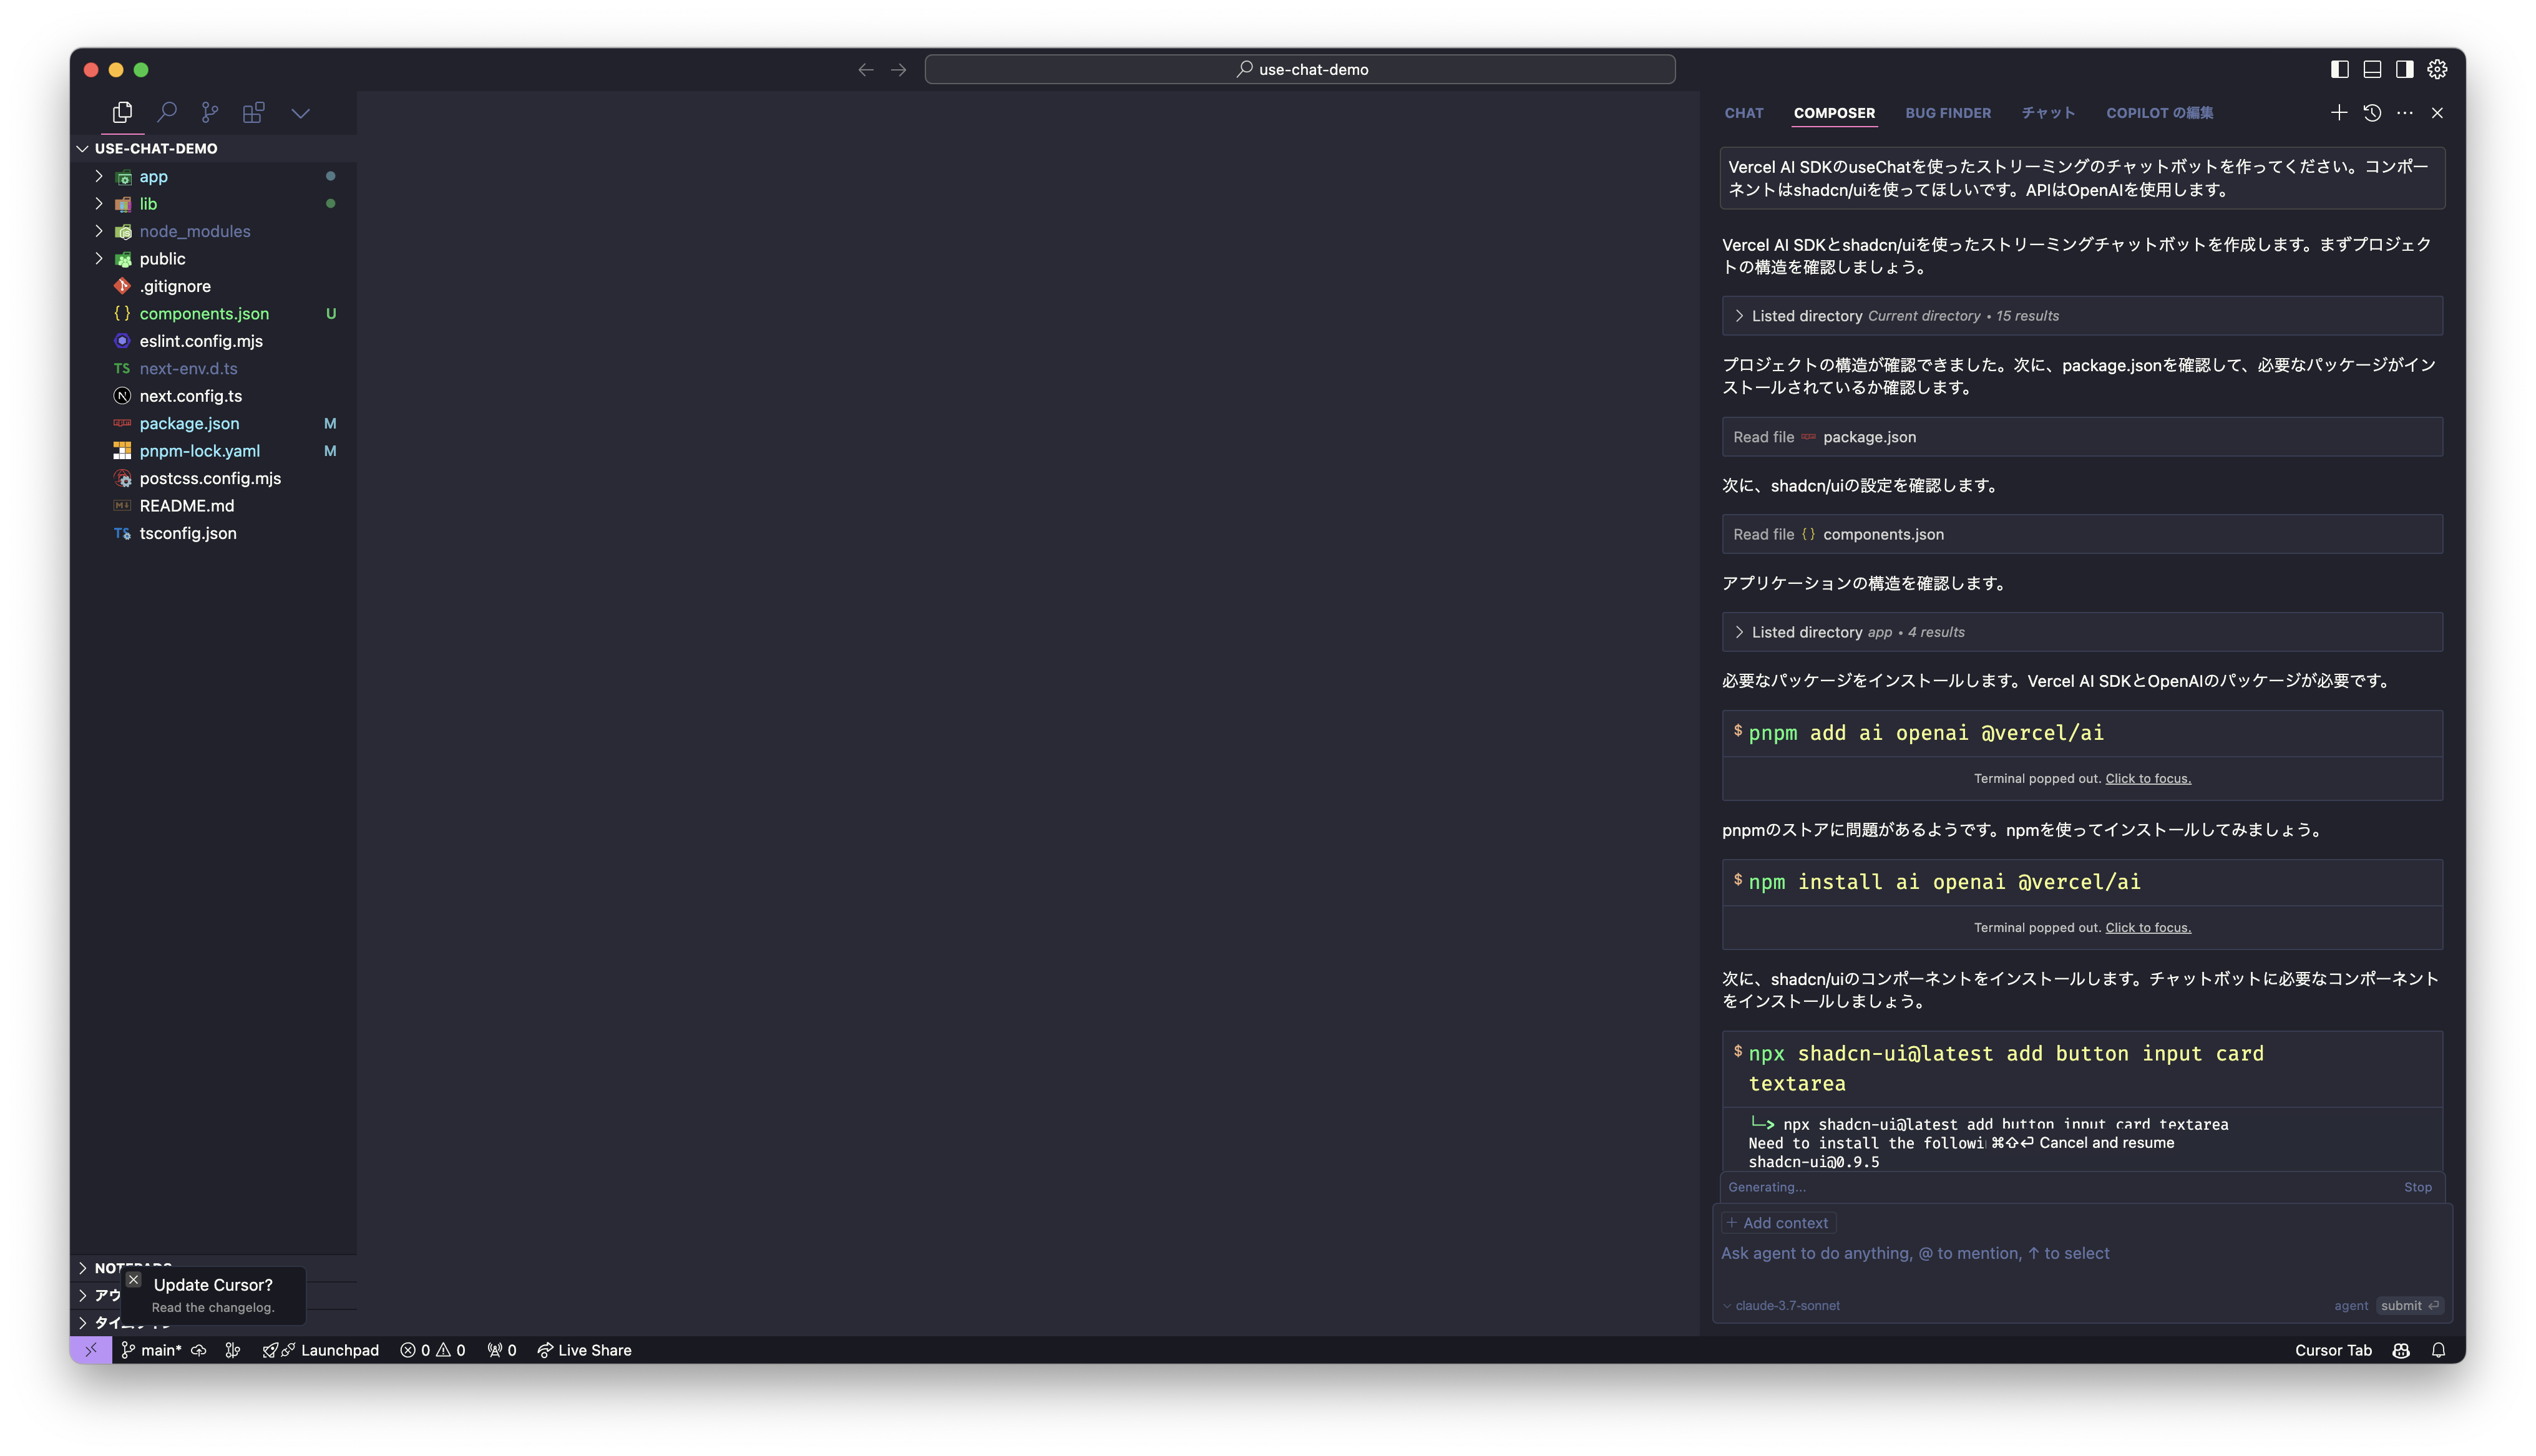 use-chat-demo
USE-CHAT-DEMO
app
lib
node_modules
public
.gitignore
components.json U
eslint.config.mjs
TS next-env.d.ts
next.config.ts
package.json M
pnpm-lock.yaml M
postcss.config.mjs
README.md
tsconfig.json
Update Cursor?
Read the changelog.
CHAT COMPOSER BUG FINDER チャット COPILOT の編集
Vercel AI SDKのuseChatを使ったストリーミングのチャットボットを作ってください。コンポー
ネントはshadcn/uiを使ってほしいです。APIはOpenAIを使用します。
Vercel AI SDKとshadcn/uiを使ったストリーミングチャットボットを作成します。まずプロジェク
トの構造を確認しましょう。
Listed directory Current directory • 15 results
プロジェクトの構造が確認できました。次に、package.jsonを確認して、必要なパッケージがイン
ストールされているか確認します。
Read file package.json
次に、shadcn/uiの設定を確認します。
Read file {} components.json
アプリケーションの構造を確認します。
Listed directory app • 4 results
必要なパッケージをインストールします。Vercel AI SDKとOpenAIのパッケージが必要です。
$ pnpm add ai openai @vercel/ai
Terminal popped out. Click to focus.
pnpmのストアに問題があるようです。npmを使ってインストールしてみましょう。
$ npm install ai openai @vercel/ai
Terminal popped out. Click to focus.
次に、shadcn/uiのコンポーネントをインストールします。チャットボットに必要なコンポーネント
をインストールしましょう。
$ npx shadcn-ui@latest add button input card
textarea
└─> npx shadcn-ui@latest add button input card textarea
Need to install the followi ⌘⇧⏎ Cancel and resume
shadcn-ui@0.9.5
Generating... Stop
+ Add context
Ask agent to do anything, @ to mention, ↑ to select
claude-3.7-sonnet agent submit ⏎
main* Launchpad 0 0 0 Live Share Cursor Tab